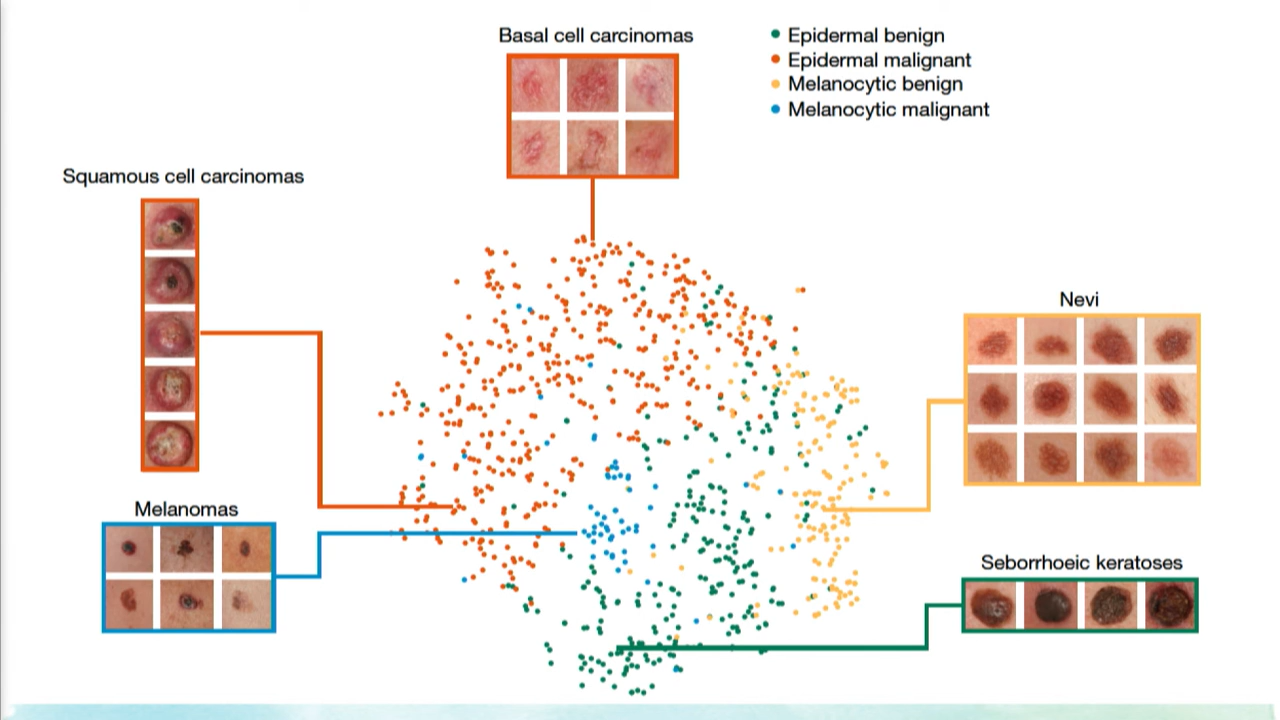 Basal cell carcinomas
Epidermal benign
Epidermal malignant
Melanocytic benign
Melanocytic malignant
Squamous cell carcinomas
Nevi
Melanomas
Seborrhoeic keratoses